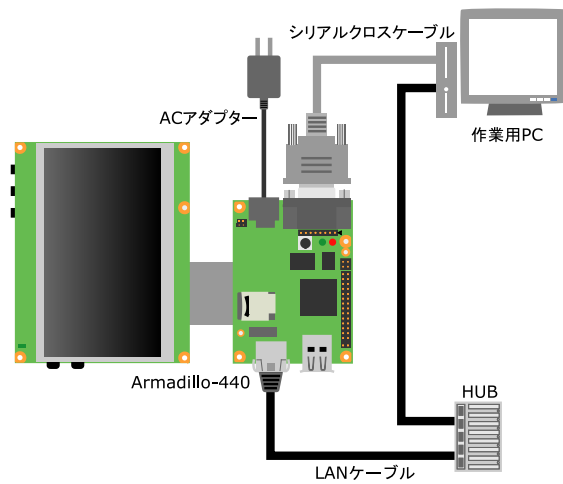 シリアルクロスケーブル
ACアダプター
作業用PC
Armadillo-440
HUB
LANケーブル